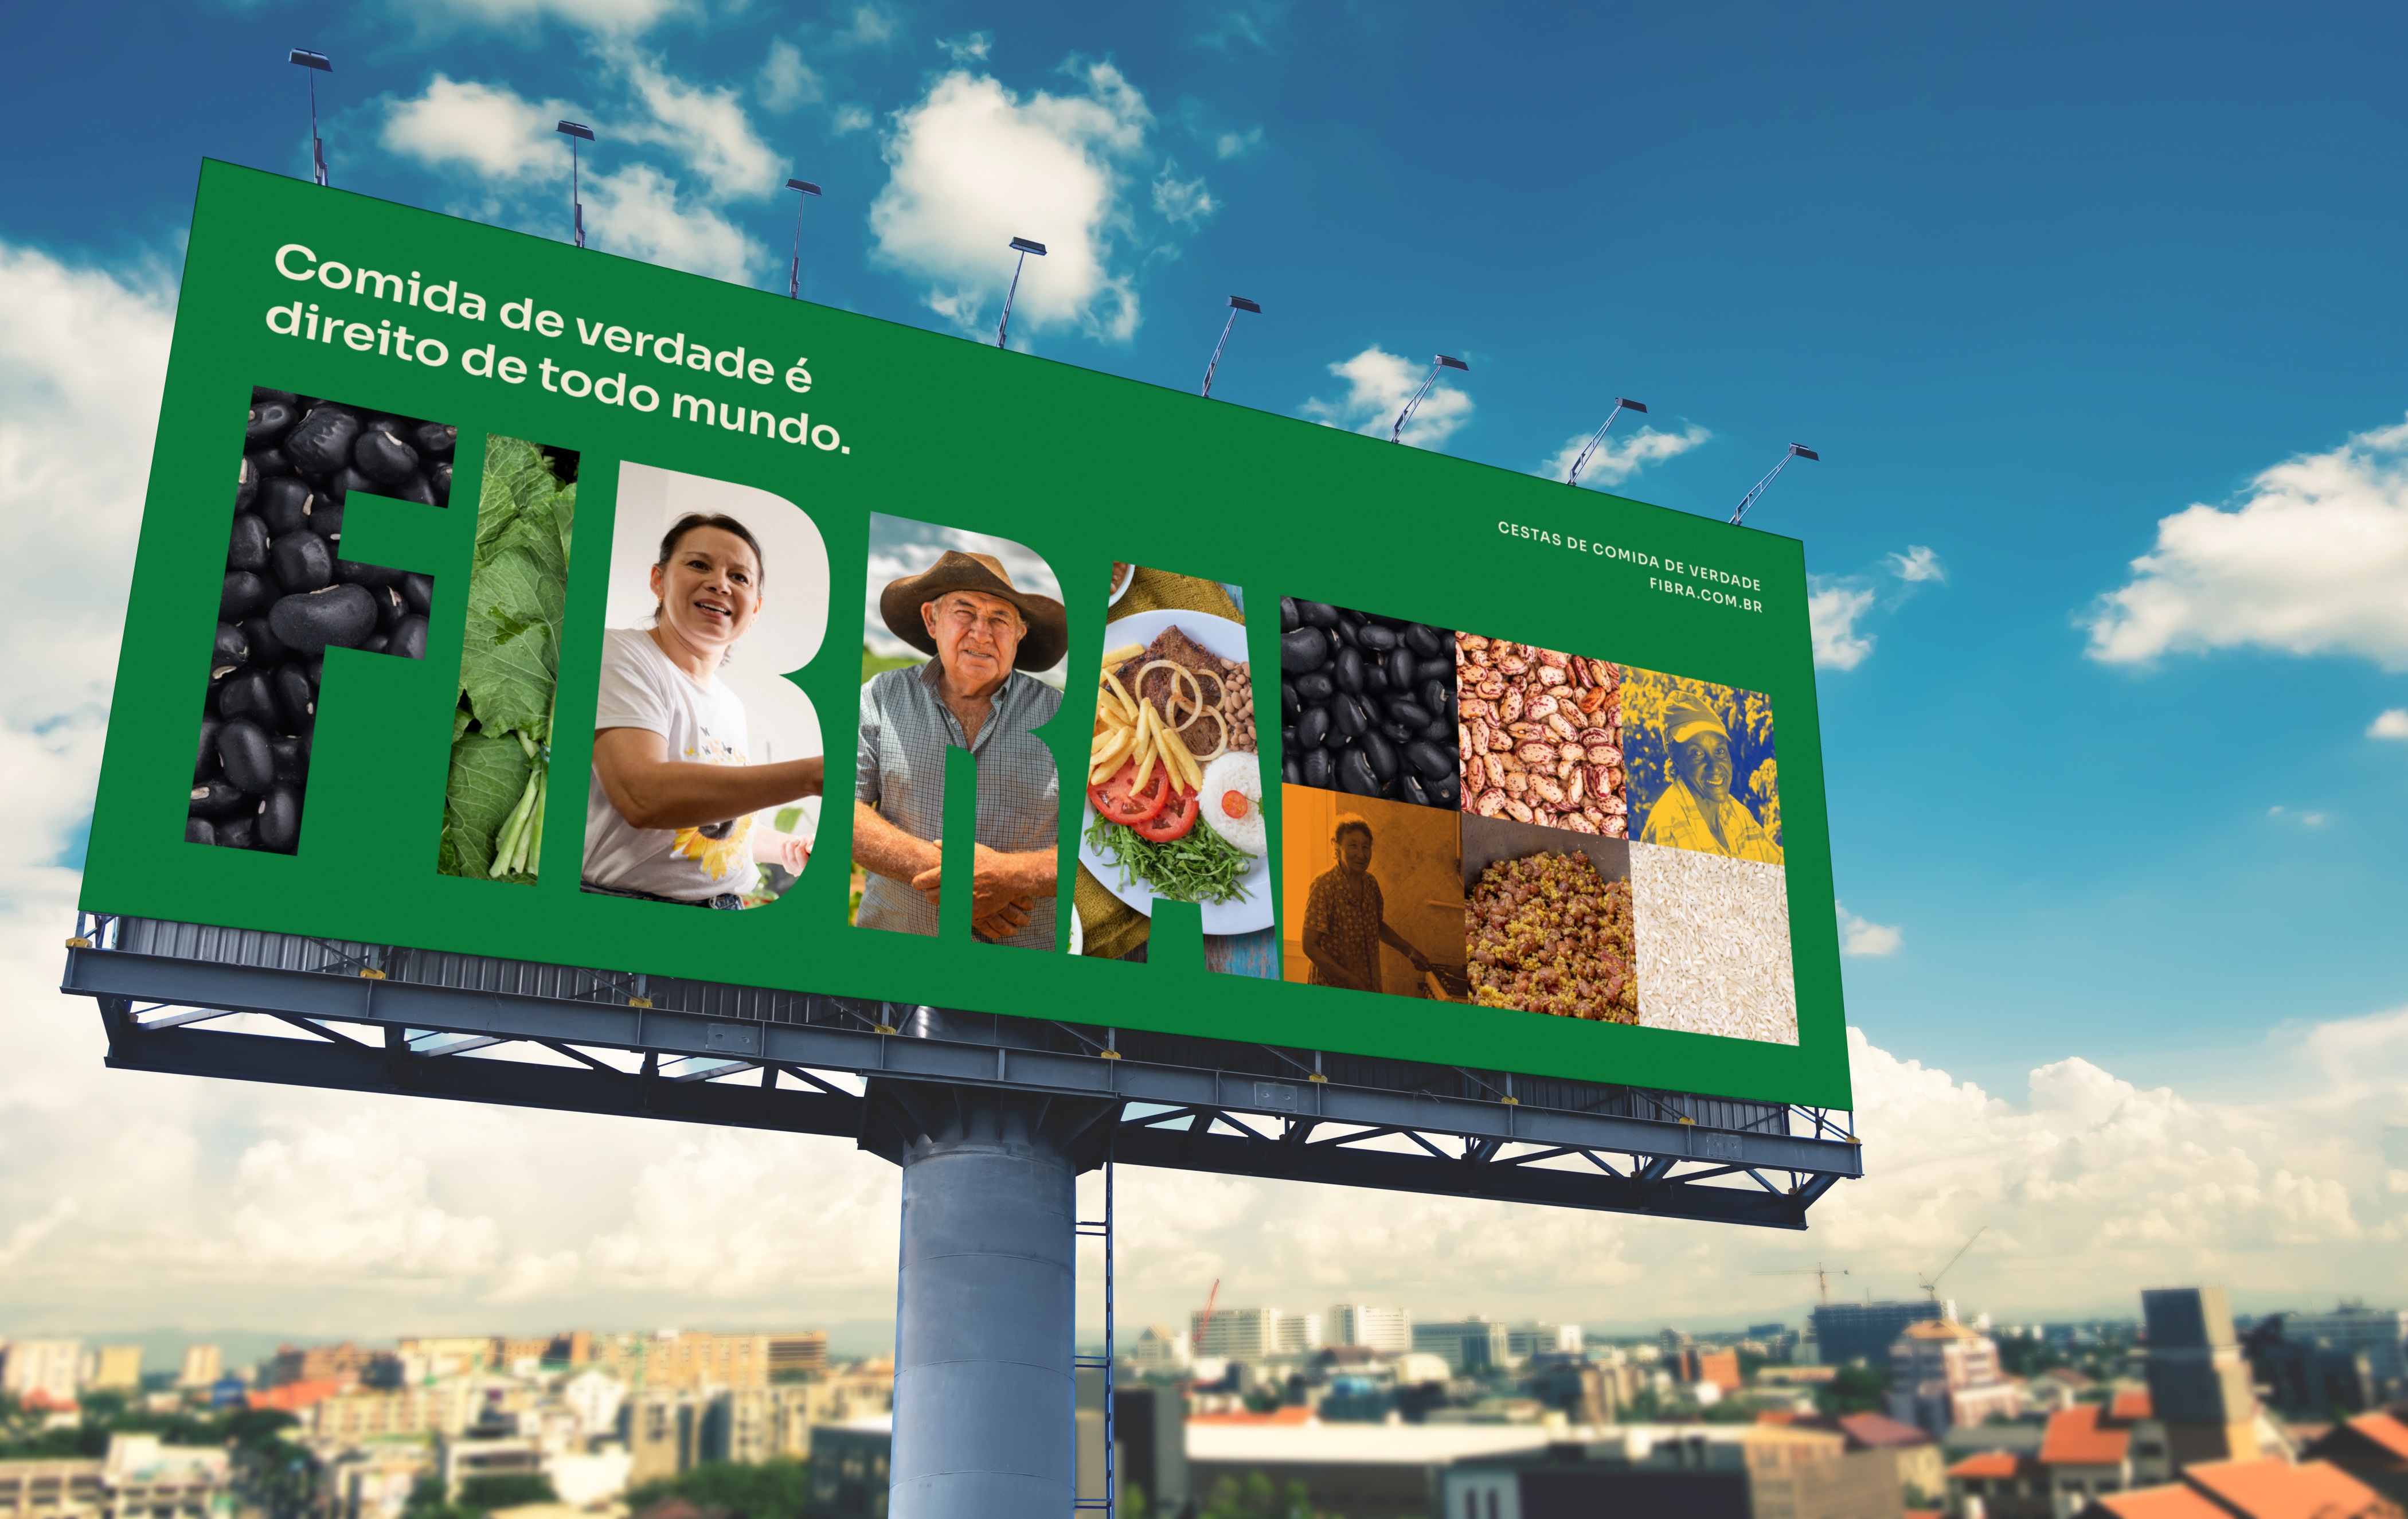 Comida de verdade é
direito de todo mundo.
FIBRA
CESTAS DE COMIDA DE VERDADE
FIBRA.COM.BR